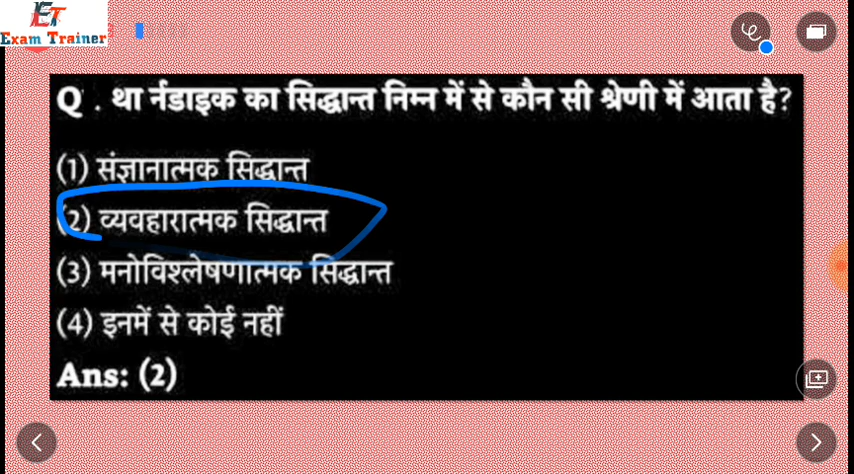 ET
Exam Trainer
Q . था र्नडाइक का सिद्धान्त निम्न में से कौन सी श्रेणी में आता है?
(1) संज्ञानात्मक सिद्धान्त
(2) व्यवहारात्मक सिद्धान्त
(3) मनोविश्लेषणात्मक सिद्धान्त
(4) इनमें से कोई नहीं
Ans: (2)